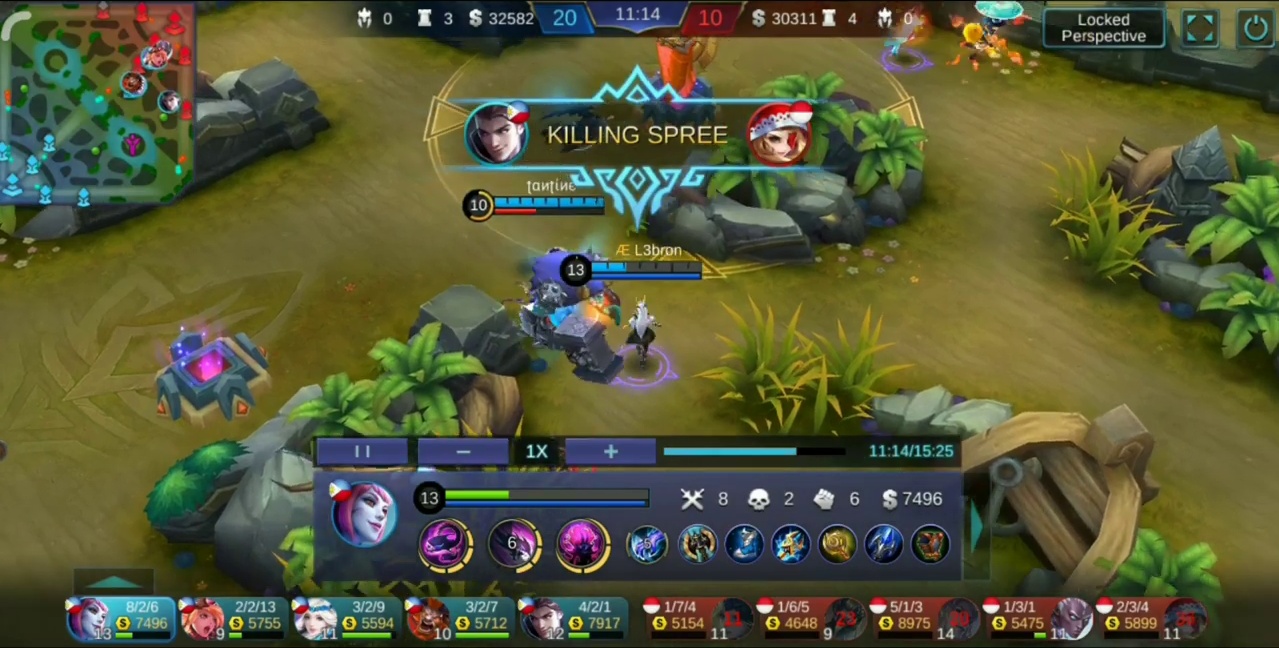 0 3 32582 20 11:14 10 30311 4 0
Locked
Perspective
KILLING SPREE
10
Æ L3bron
13
1X
11:14/15:25
13 8 2 6 7496
6
8/2/6 2/2/13 3/2/9 3/2/7 4/2/1 1/7/4 1/6/5 5/1/3 1/3/1 2/3/4
7496 5755 5594 5712 7917 5154 4648 8975 5475 5899
13 9 11 10 12 11 9 14 11 11